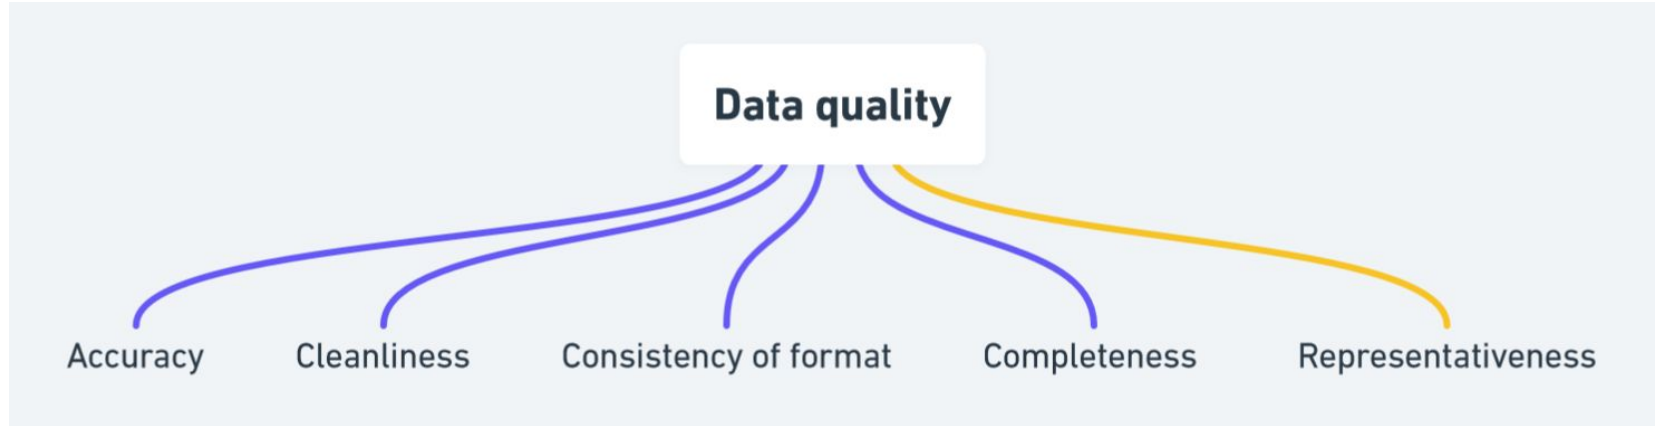 Data quality
Accuracy
Cleanliness
Consistency of format
Completeness
Representativeness